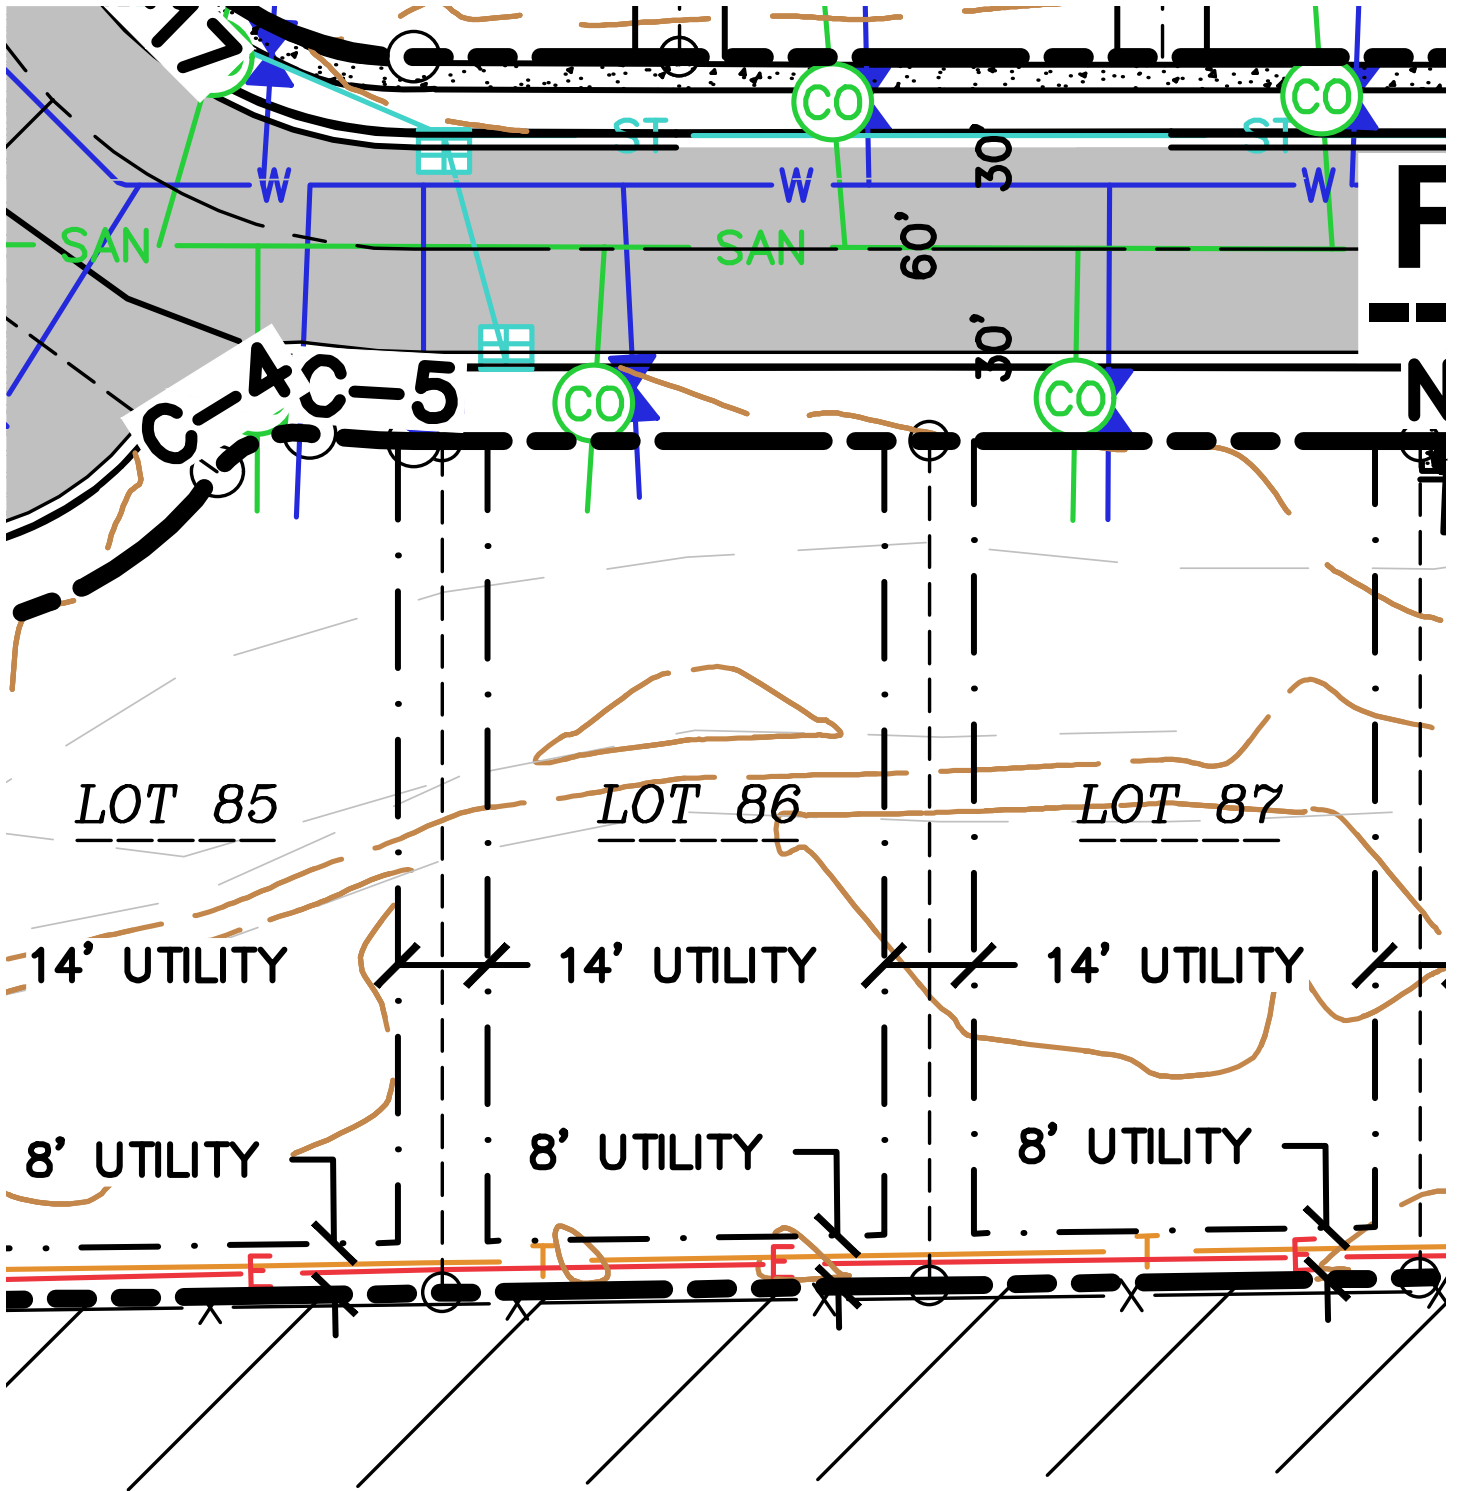 17
CO
CO
ST
ST
30'
W
W
W
SAN
SAN
60'
30'
C-4
C-5
CO
CO
LOT 85
LOT 86
LOT 87
14' UTILITY
14' UTILITY
14' UTILITY
8' UTILITY
8' UTILITY
8' UTILITY
T
T
E
E
E